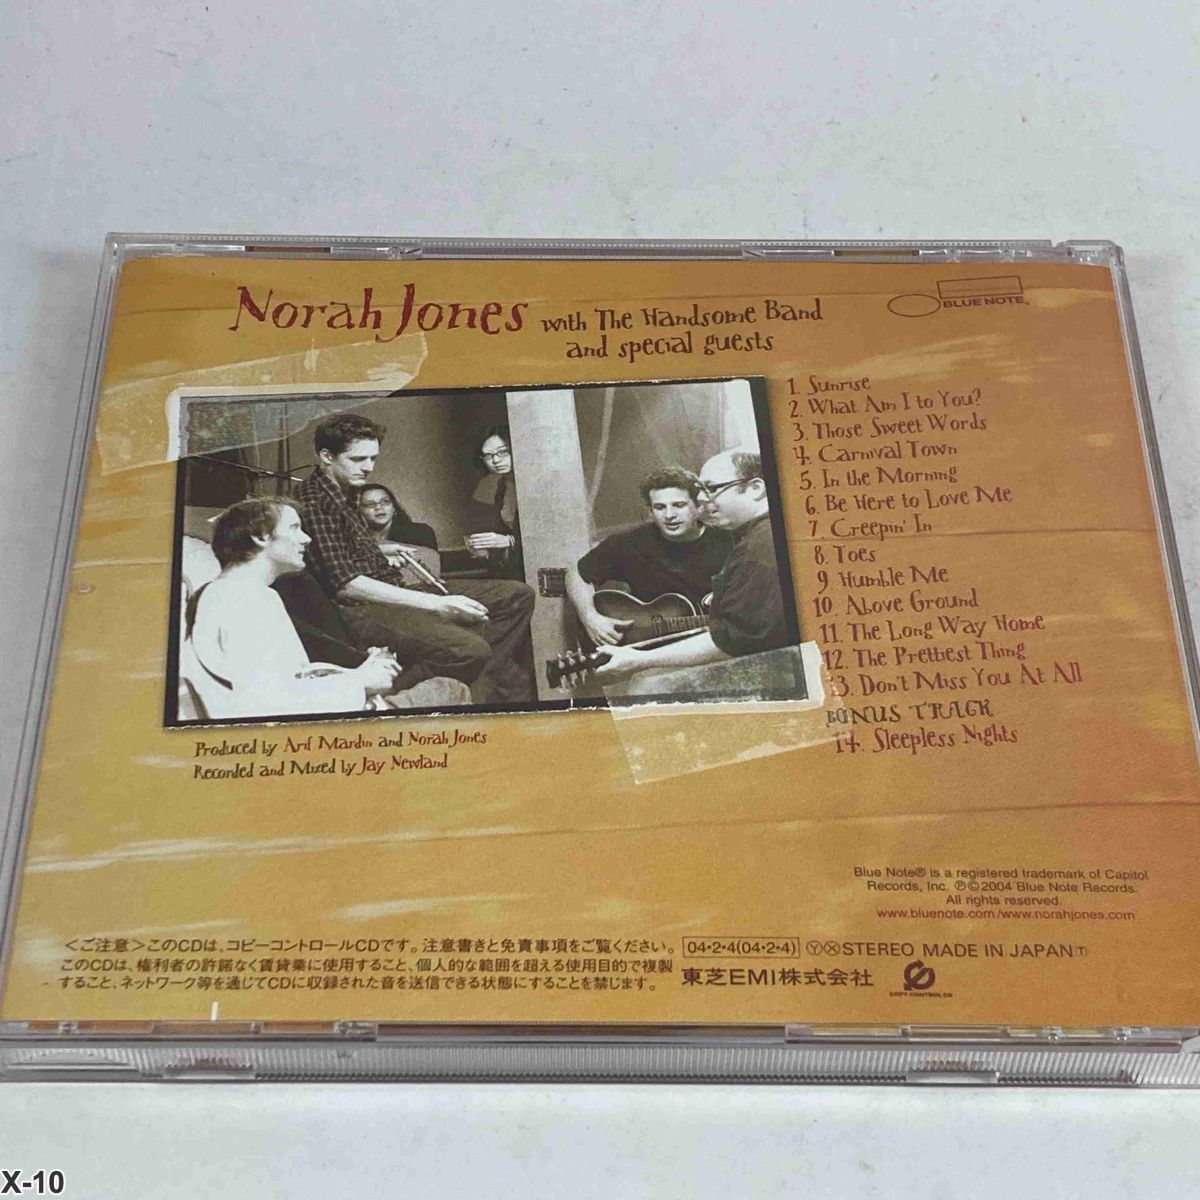 Norah Jones with The Handsome Band
and special guests
BLUE NOTE
1. Sunrise
2. What Am I to You?
3. Those Sweet Words
4. Carnival Town
5. In the Morning
6. Be Here to Love Me
7. Creepin' In
8. Toes
9. Humble Me
10. Above Ground
11. The Long Way Home
12. The Prettiest Thing
13. Don't Miss You At All
BONUS TRACK
14. Sleepless Nights
Produced by Arif Mardin and Norah Jones
Recorded and Mixed by Jay Newland
Blue Note® is a registered trademark of Capitol
Records, Inc. ℗©2004 Blue Note Records.
All rights reserved.
www.bluenote.com/www.norahjones.com
<ご注意>このCDは、コピーコントロールCDです。注意書きと免責事項をご覧ください。
このCDは、権利者の許諾なく賃貸業に使用すること、個人的な範囲を超える使用目的で複製
すること、ネットワーク等を通じてCDに収録された音を送信できる状態にすることを禁じます。
04・2・4(04・2・4) ⓎⓍSTEREO MADE IN JAPAN Ⓣ
東芝EMI株式会社
COPY CONTROL CD
X-10